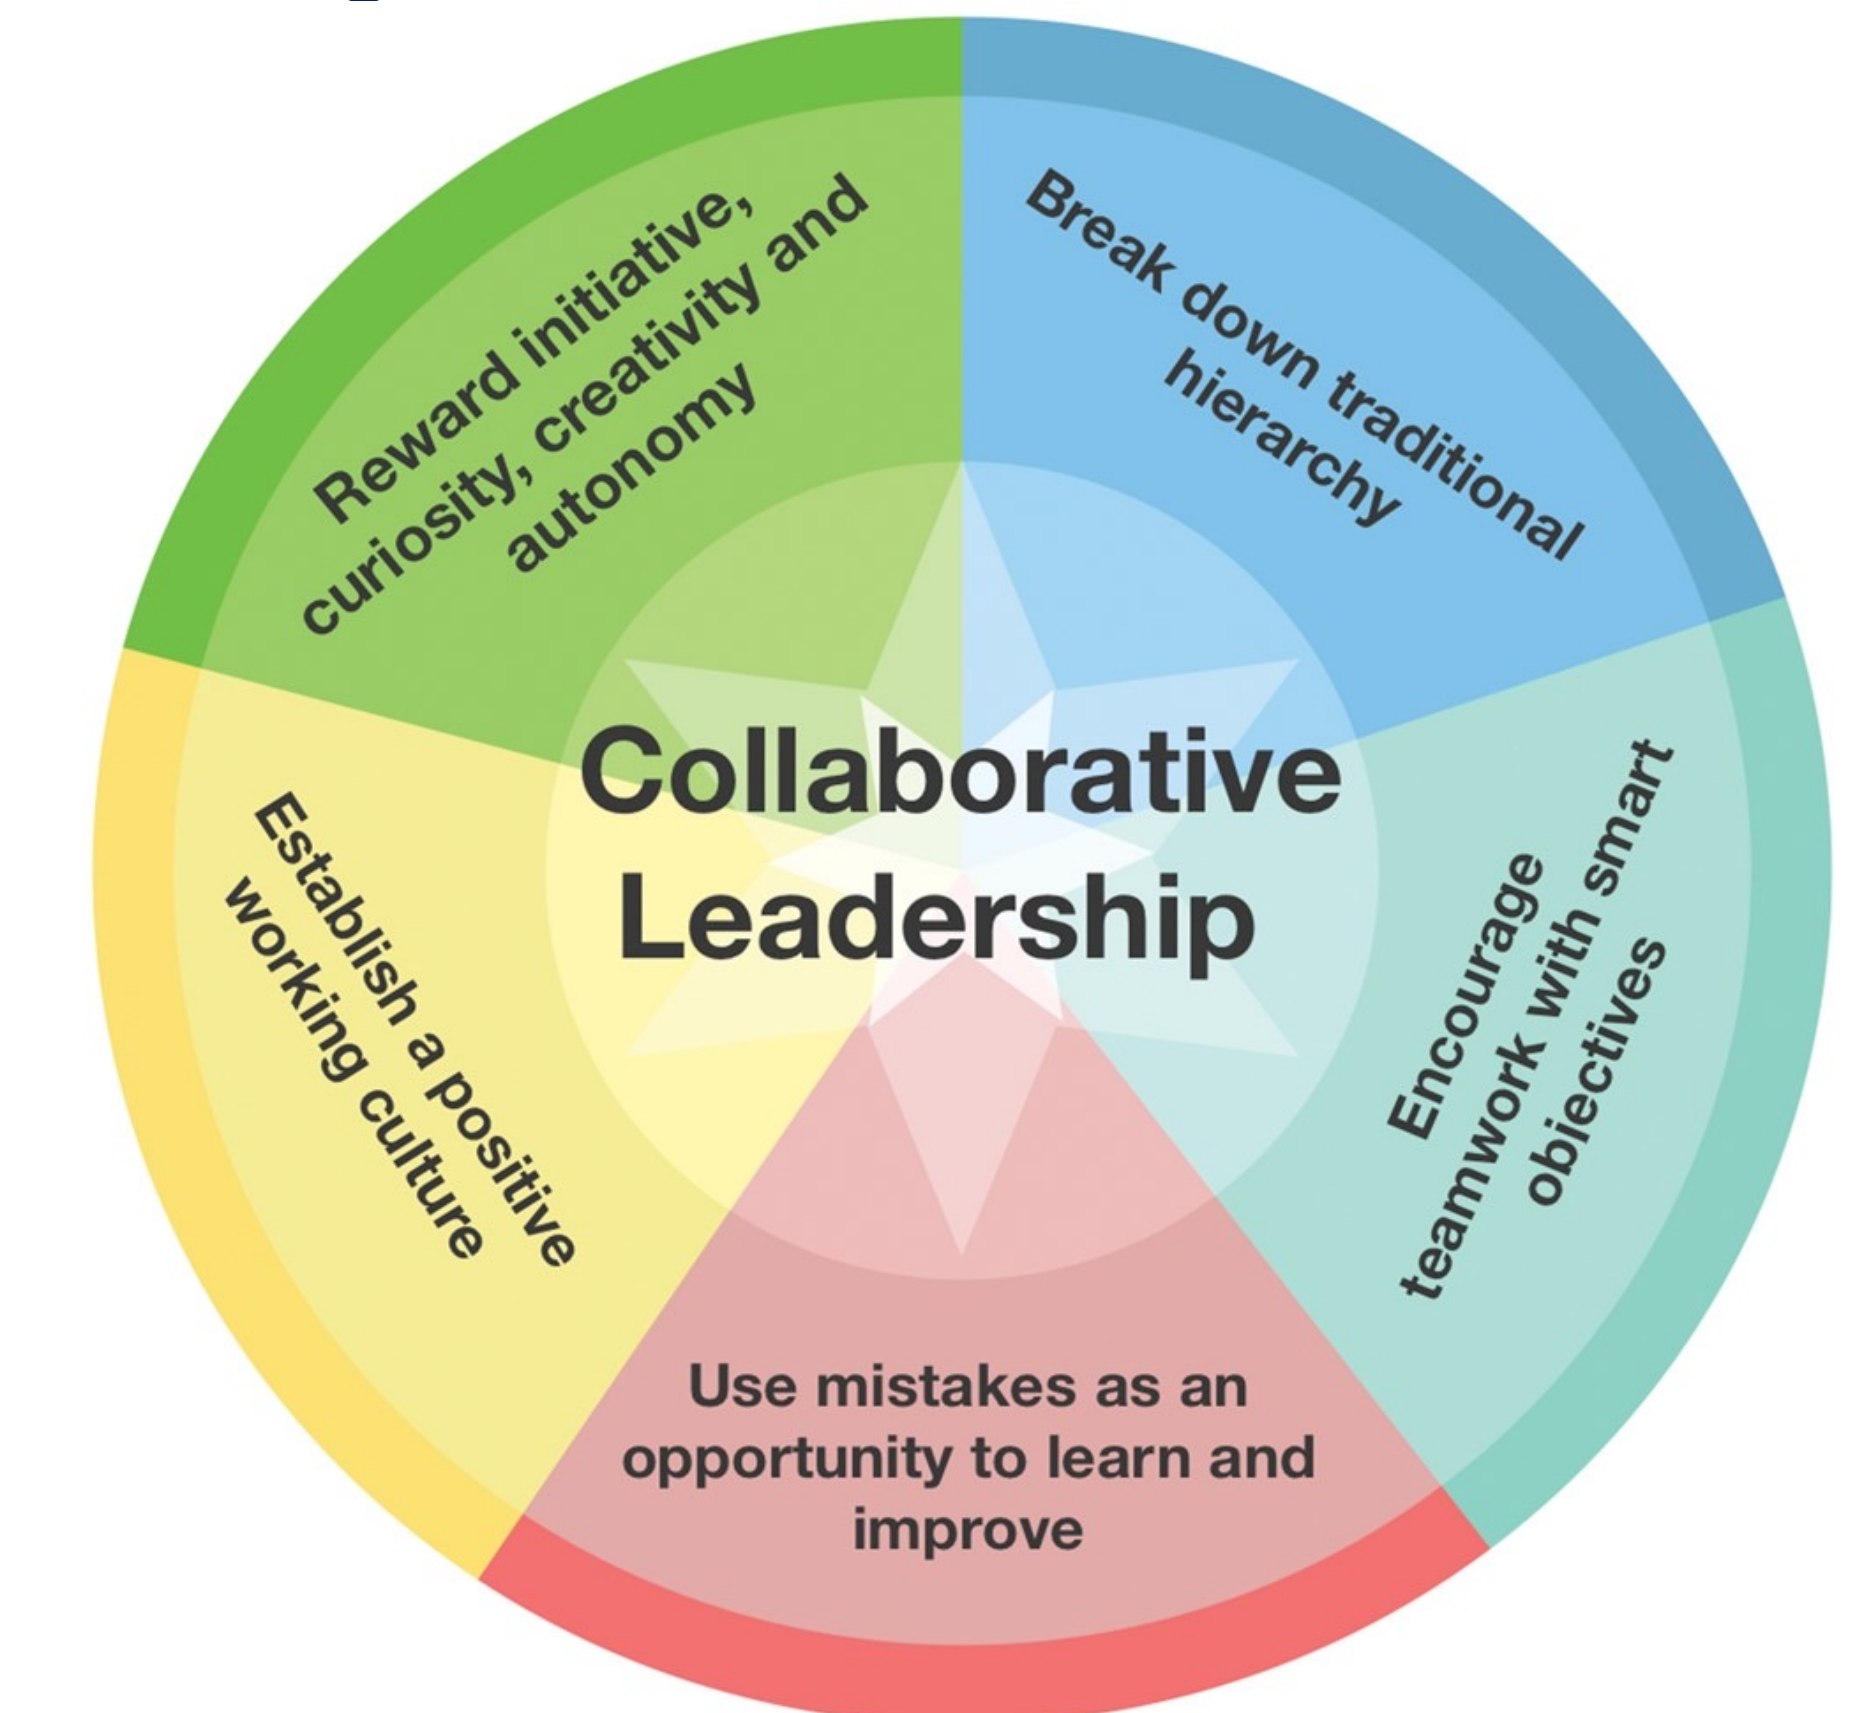 Collaborative
Leadership
Break down traditional
hierarchy
Encourage
teamwork with smart
objectives
Use mistakes as an
opportunity to learn and
improve
Establish a positive
working culture
Reward initiative,
curiosity, creativity and
autonomy